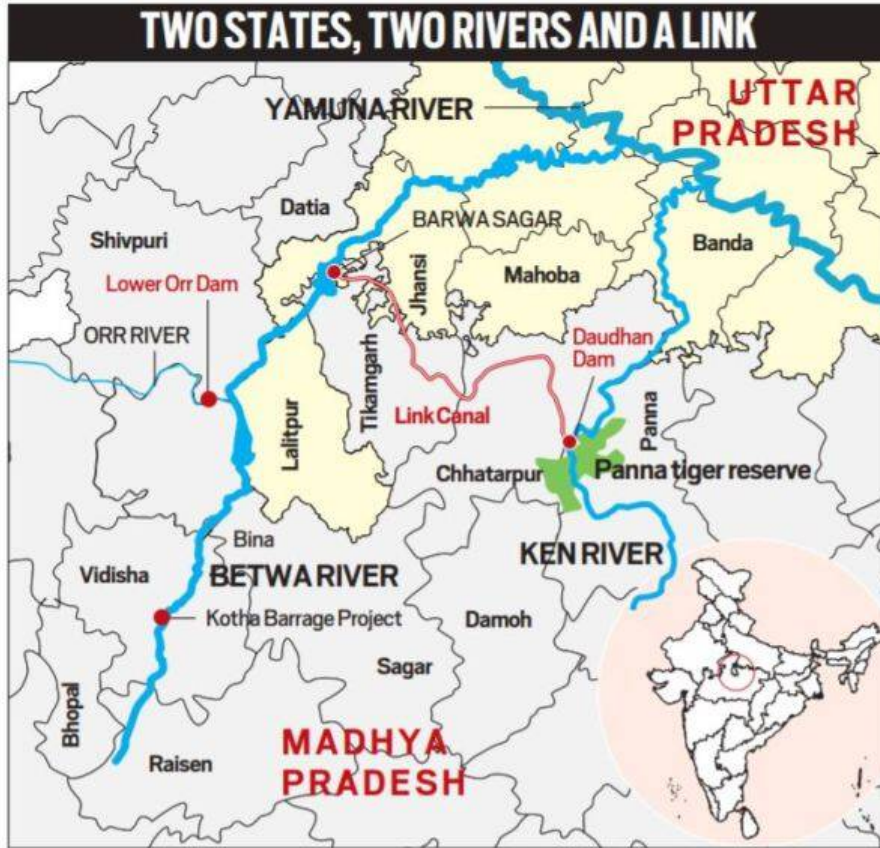 TWO STATES, TWO RIVERS AND A LINK
YAMUNA RIVER
UTTAR
PRADESH
Datia
BARWA SAGAR
Shivpuri
Banda
Lower Orr Dam
Jhansi
Mahoba
ORR RIVER
Daudhan
Dam
Tikamgarh
Link Canal
Lalitpur
Panna
Chhatarpur
Panna tiger reserve
Bina
KEN RIVER
Vidisha
BETWA RIVER
Kotha Barrage Project
Damoh
Sagar
Bhopal
MADHYA
PRADESH
Raisen